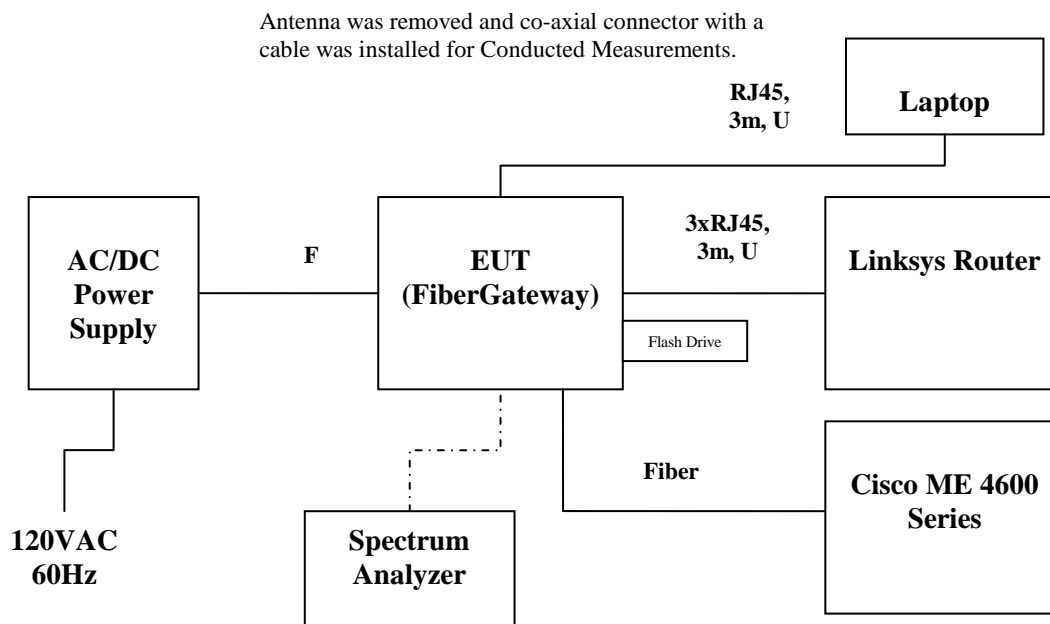 Antenna was removed and co-axial connector with a
cable was installed for Conducted Measurements.
RJ45,
3m, U
Laptop
AC/DC
Power
Supply
F
EUT
(FiberGateway)
3xRJ45,
3m, U
Linksys Router
Flash Drive
Fiber
Cisco ME 4600
Series
120VAC
60Hz
Spectrum
Analyzer